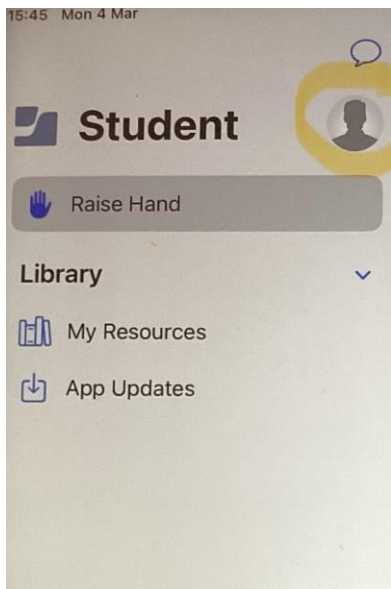 15:45 Mon 4 Mar
Student
Raise Hand
Library
My Resources
App Updates